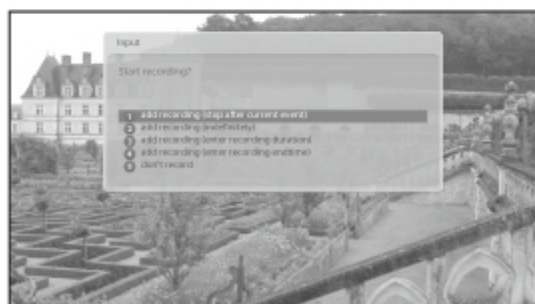 Input
Start recording?
1 add recording (stop after current event)
2 add recording (indefinitely)
3 add recording (enter recording duration)
4 add recording (enter recording endtime)
5 don't record